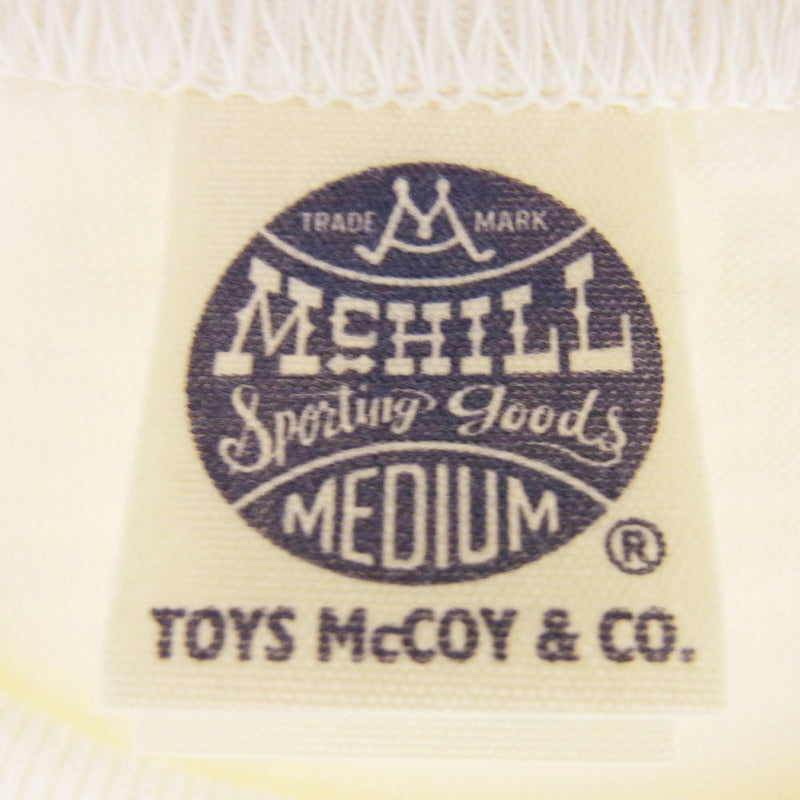 TRADE MARK
McHILL
Sporting Goods
MEDIUM
®
TOYS McCOY & CO.